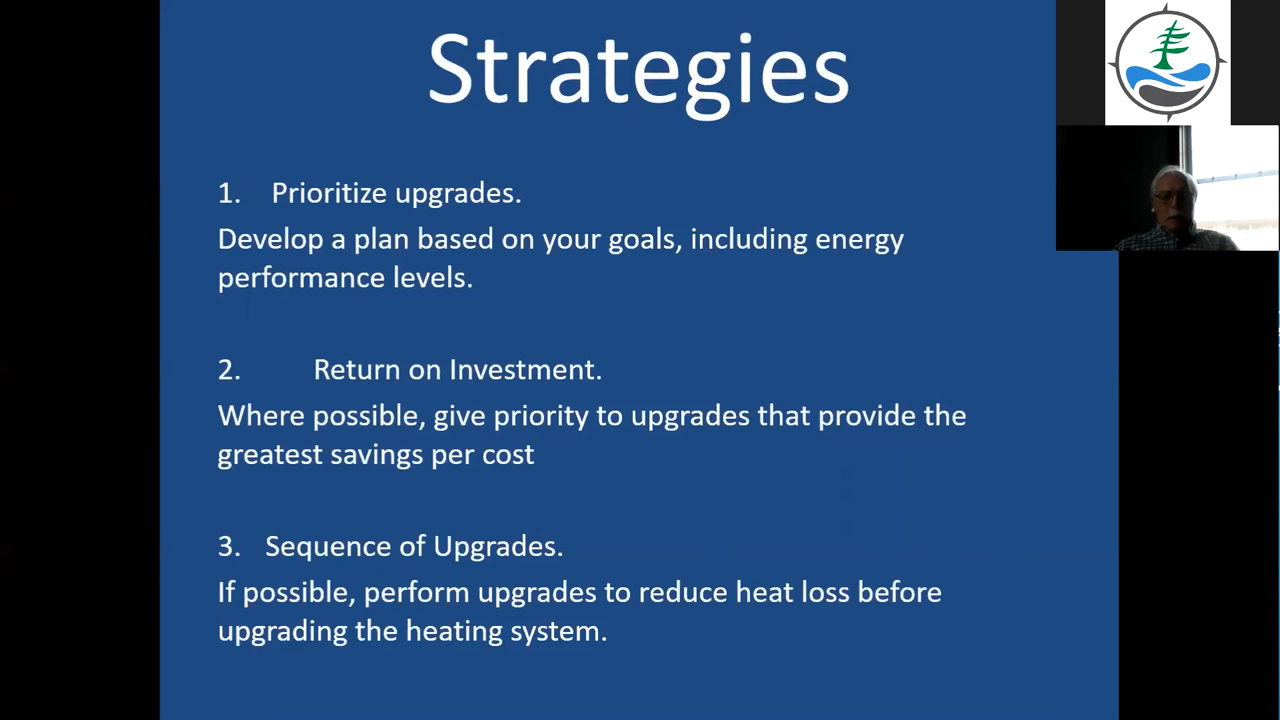 Strategies
1. Prioritize upgrades.
Develop a plan based on your goals, including energy
performance levels.
2. Return on Investment.
Where possible, give priority to upgrades that provide the
greatest savings per cost
3. Sequence of Upgrades.
If possible, perform upgrades to reduce heat loss before
upgrading the heating system.